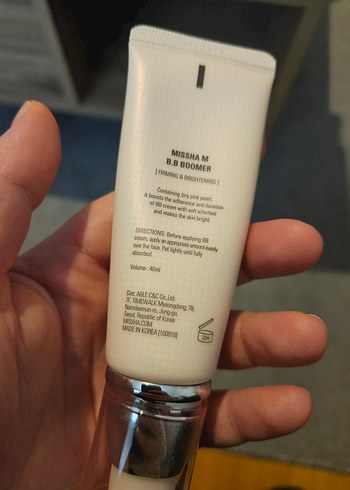 MISSHA M
B.B BOOMER
[ FIRMING & BRIGHTENING ]
Containing tiny pink pearl,
it boosts the adherence and duration
of BB cream with soft afterfeel
and makes the skin bright.
DIRECTIONS: Before applying BB
cream, apply an appropriate amount evenly
over the face. Pat lightly until fully
absorbed.
Volume : 40ml
Dist. ABLE C&C Co.,Ltd.
7F, TIMEWALK Myeongdong, 78,
Namdaemun-ro, Jung-gu,
Seoul, Republic of Korea
MISSHA.COM
MADE IN KOREA